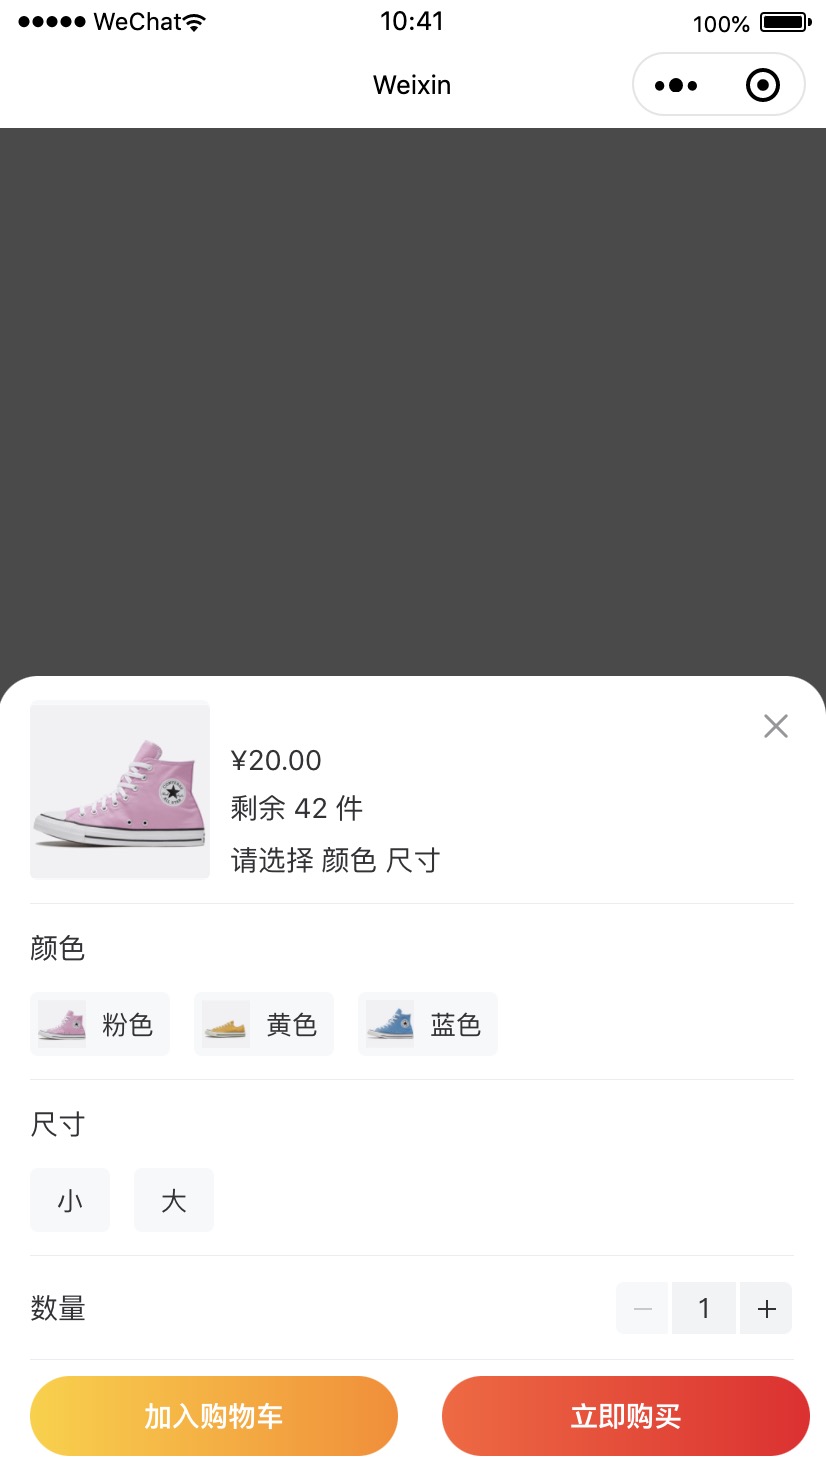 WeChat 10:41 100%
Weixin
¥20.00
剩余 42 件
请选择 颜色 尺寸
颜色
粉色 黄色 蓝色
尺寸
小 大
数量 1
加入购物车 立即购买